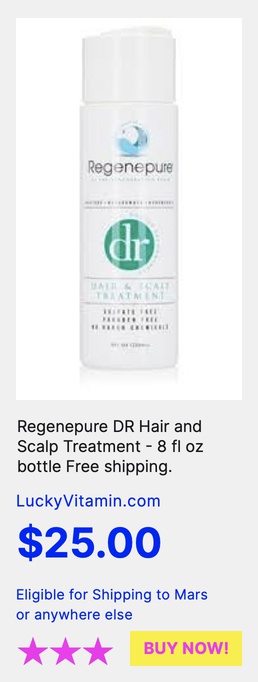 Regenepure
dr
HAIR & SCALP
TREATMENT
SULFATE FREE
PARABEN FREE
NO HARSH CHEMICALS
Regenepure DR Hair and
Scalp Treatment - 8 fl oz
bottle Free shipping.
LuckyVitamin.com
$25.00
Eligible for Shipping to Mars
or anywhere else
BUY NOW!